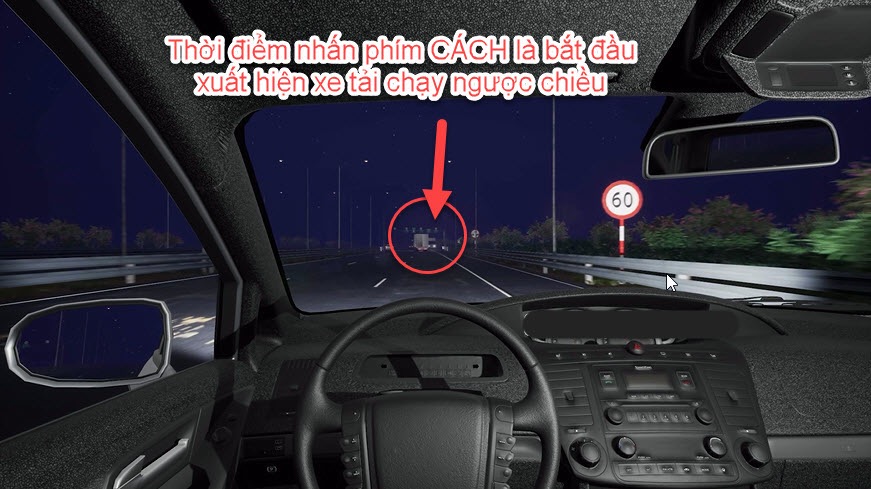 Thời điểm nhấn phím CÁCH là bắt đầu
xuất hiện xe tải chạy ngược chiều
60